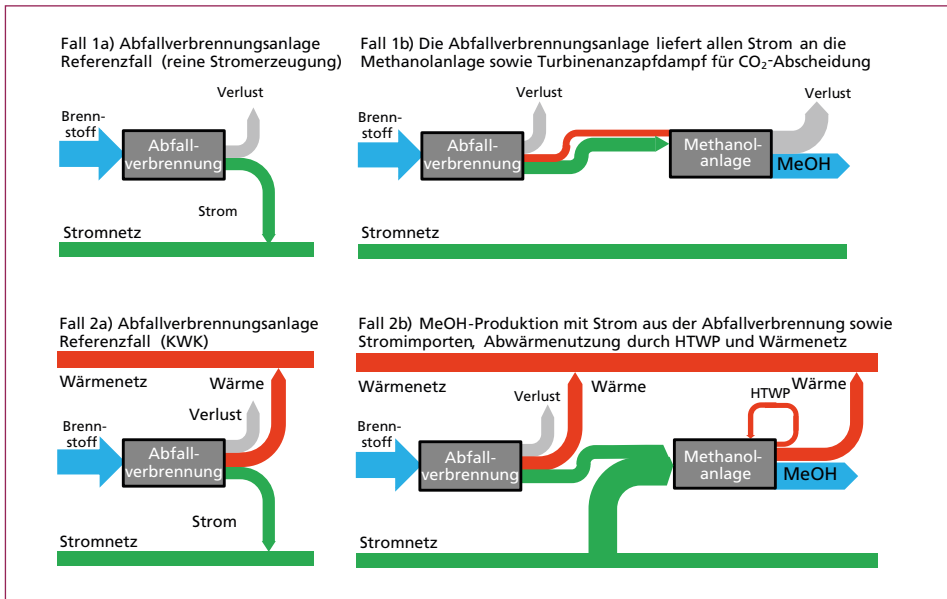 Fall 1a) Abfallverbrennungsanlage
Referenzfall (reine Stromerzeugung)
Verlust
Brenn-
stoff
Abfall-
verbrennung
Strom
Stromnetz
Fall 1b) Die Abfallverbrennungsanlage liefert allen Strom an die
Methanolanlage sowie Turbinenanzapfdampf für CO₂-Abscheidung
Verlust
Verlust
Brenn-
stoff
Abfall-
verbrennung
Methanol-
anlage
MeOH
Stromnetz
Fall 2a) Abfallverbrennungsanlage
Referenzfall (KWK)
Wärmenetz
Wärme
Verlust
Brenn-
stoff
Abfall-
verbrennung
Strom
Stromnetz
Fall 2b) MeOH-Produktion mit Strom aus der Abfallverbrennung sowie
Stromimporten, Abwärmenutzung durch HTWP und Wärmenetz
Wärmenetz
Wärme
Wärme
Verlust
HTWP
Brenn-
stoff
Abfall-
verbrennung
Methanol-
anlage
MeOH
Stromnetz